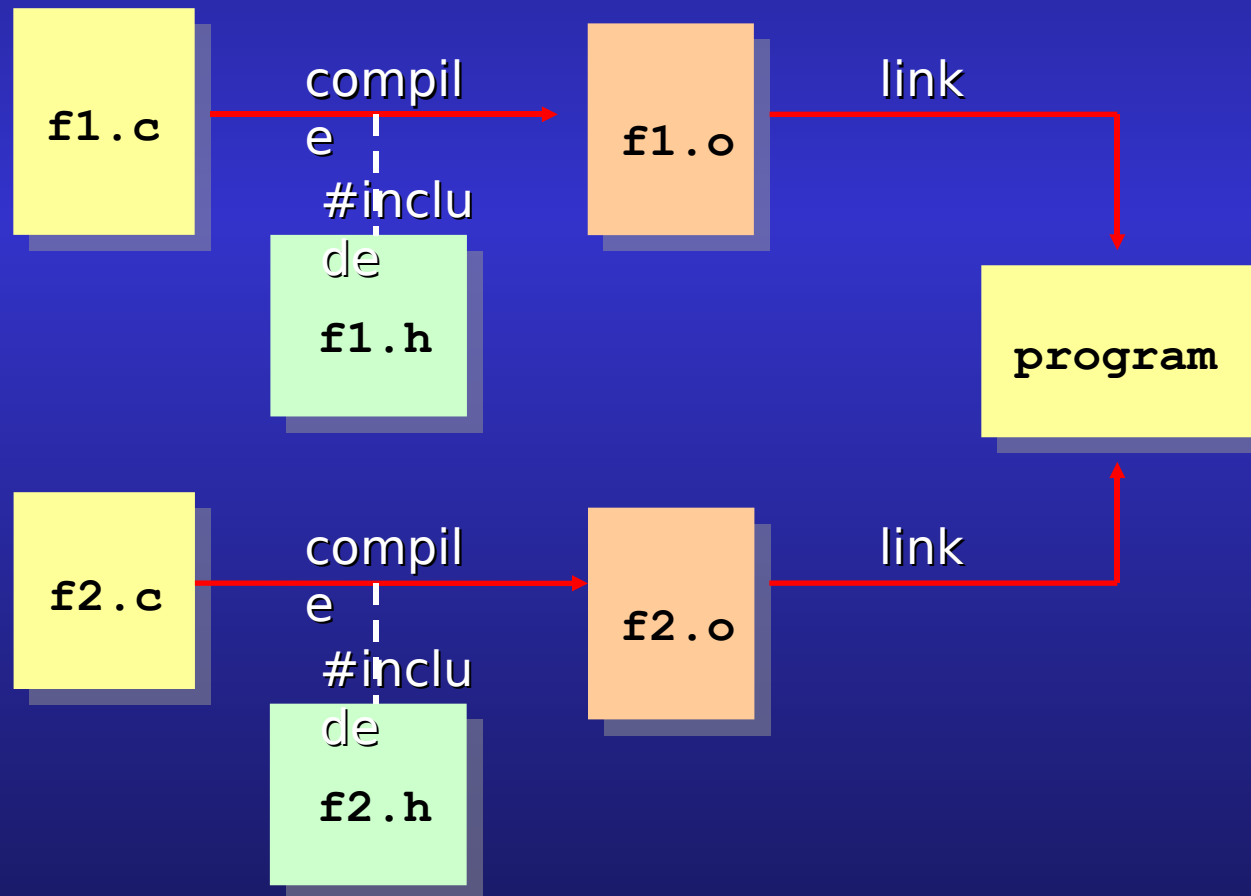 f1.c
compil
e
#inclu
de
f1.h
f1.o
link
program
f2.c
compil
e
#inclu
de
f2.h
f2.o
link